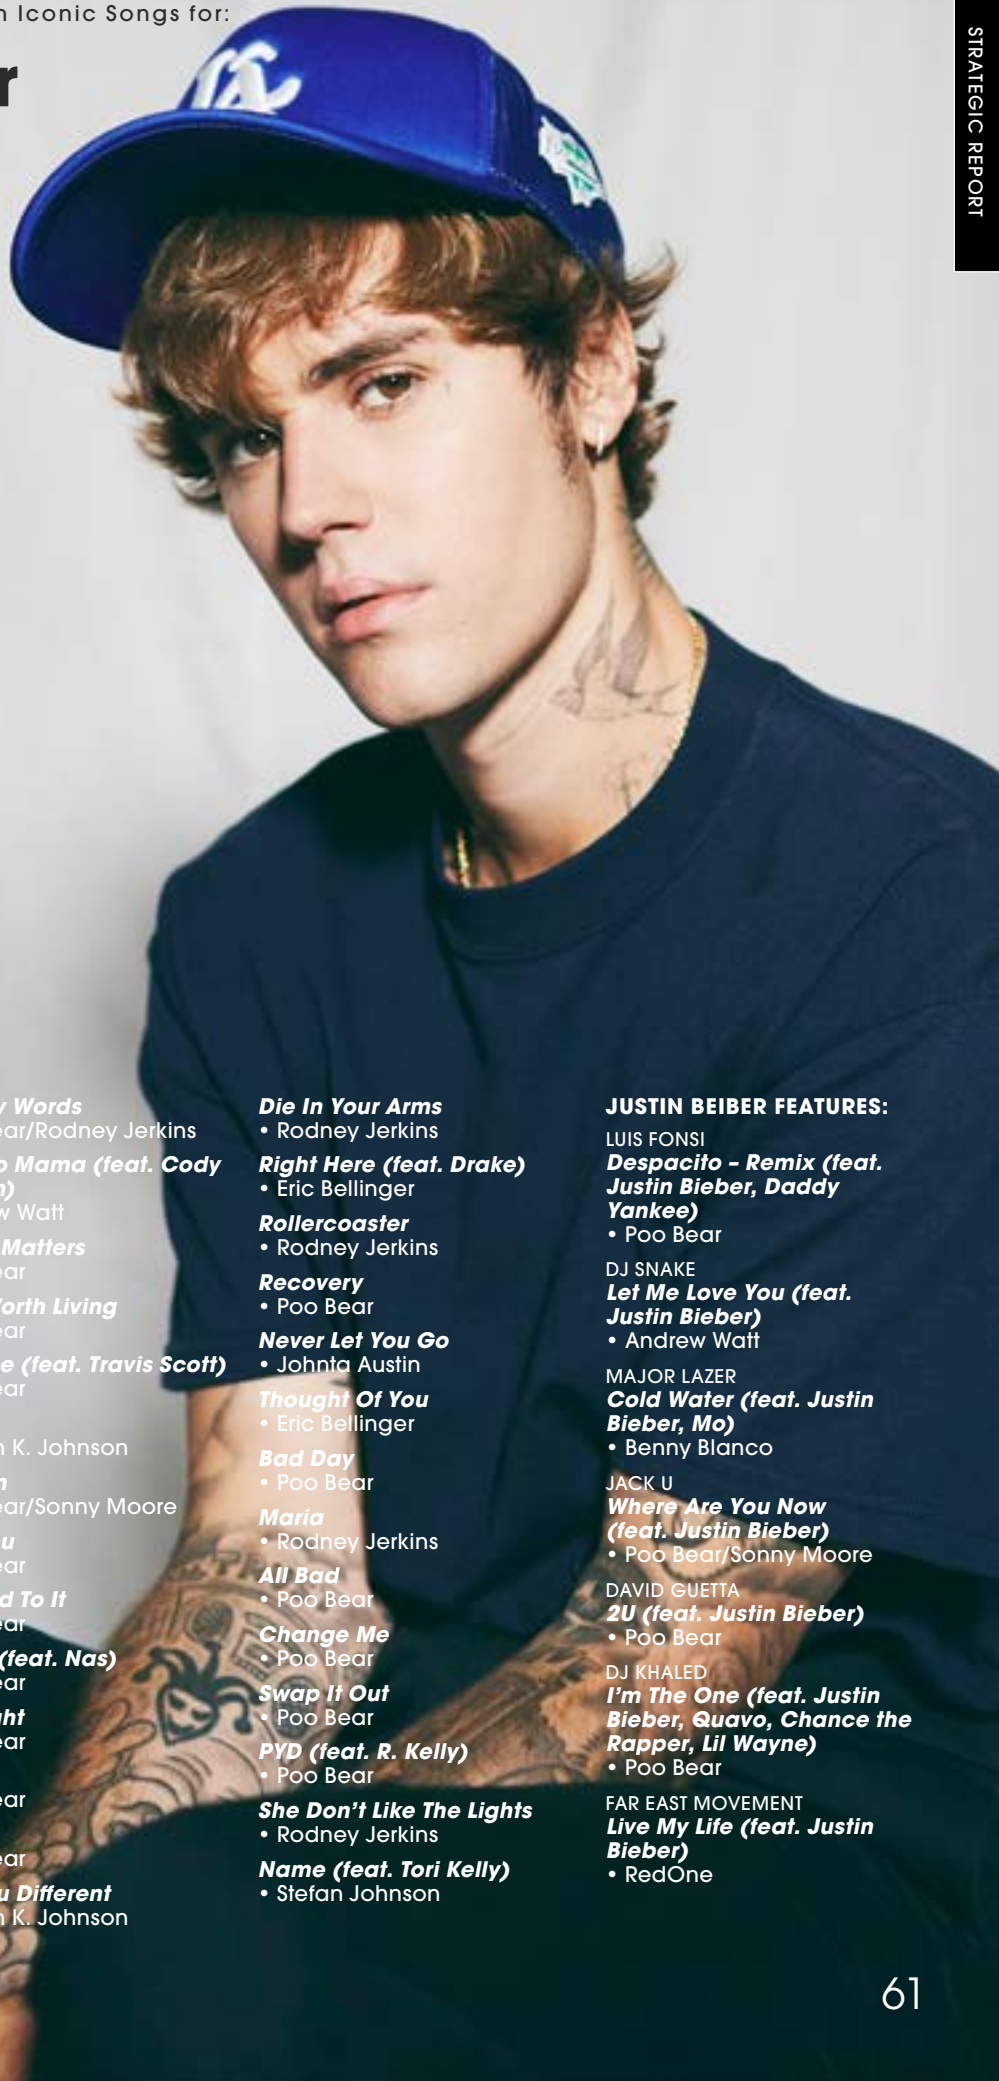 n Iconic Songs for:
r
STRATEGIC REPORT
y Words
ear/Rodney Jerkins
o Mama (feat. Cody
n)
w Watt
Matters
ear
orth Living
ear
e (feat. Travis Scott)
ear
n K. Johnson
n
ear/Sonny Moore
u
ear
d To It
ear
(feat. Nas)
ear
ht
ear
ear
ear
u Different
n K. Johnson
Die In Your Arms
• Rodney Jerkins
Right Here (feat. Drake)
• Eric Bellinger
Rollercoaster
• Rodney Jerkins
Recovery
• Poo Bear
Never Let You Go
• Johnta Austin
Thought Of You
• Eric Bellinger
Bad Day
• Poo Bear
Maria
• Rodney Jerkins
All Bad
• Poo Bear
Change Me
• Poo Bear
Swap It Out
• Poo Bear
PYD (feat. R. Kelly)
• Poo Bear
She Don't Like The Lights
• Rodney Jerkins
Name (feat. Tori Kelly)
• Stefan Johnson
JUSTIN BEIBER FEATURES:
LUIS FONSI
Despacito – Remix (feat.
Justin Bieber, Daddy
Yankee)
• Poo Bear
DJ SNAKE
Let Me Love You (feat.
Justin Bieber)
• Andrew Watt
MAJOR LAZER
Cold Water (feat. Justin
Bieber, Mo)
• Benny Blanco
JACK U
Where Are You Now
(feat. Justin Bieber)
• Poo Bear/Sonny Moore
DAVID GUETTA
2U (feat. Justin Bieber)
• Poo Bear
DJ KHALED
I'm The One (feat. Justin
Bieber, Quavo, Chance the
Rapper, Lil Wayne)
• Poo Bear
FAR EAST MOVEMENT
Live My Life (feat. Justin
Bieber)
• RedOne
61